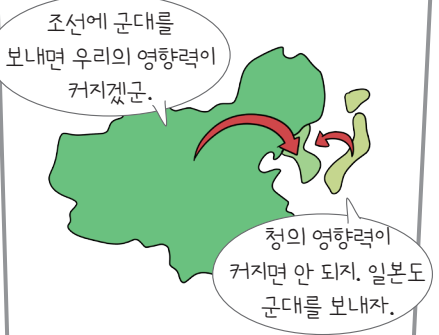 조선에 군대를
보내면 우리의 영향력이
커지겠군.
청의 영향력이
커지면 안 되지. 일본도
군대를 보내자.